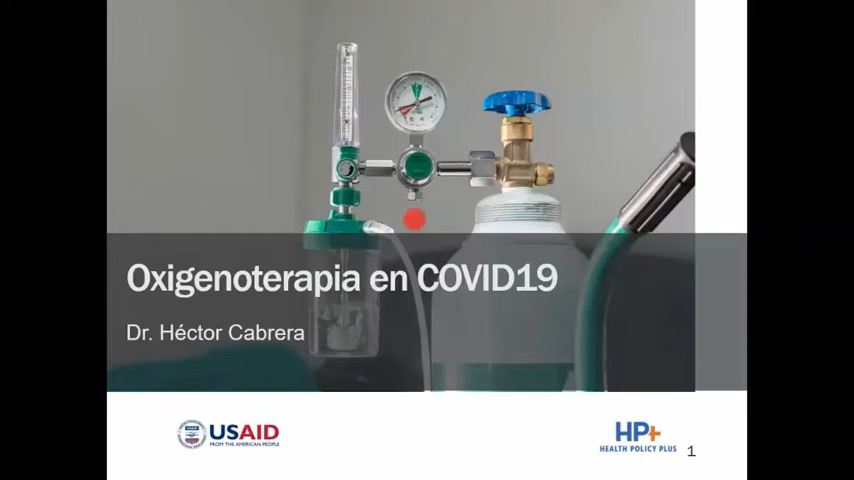 Oxigenoterapia en COVID19
Dr. Héctor Cabrera
USAID
FROM THE AMERICAN PEOPLE
HP+
HEALTH POLICY PLUS
1